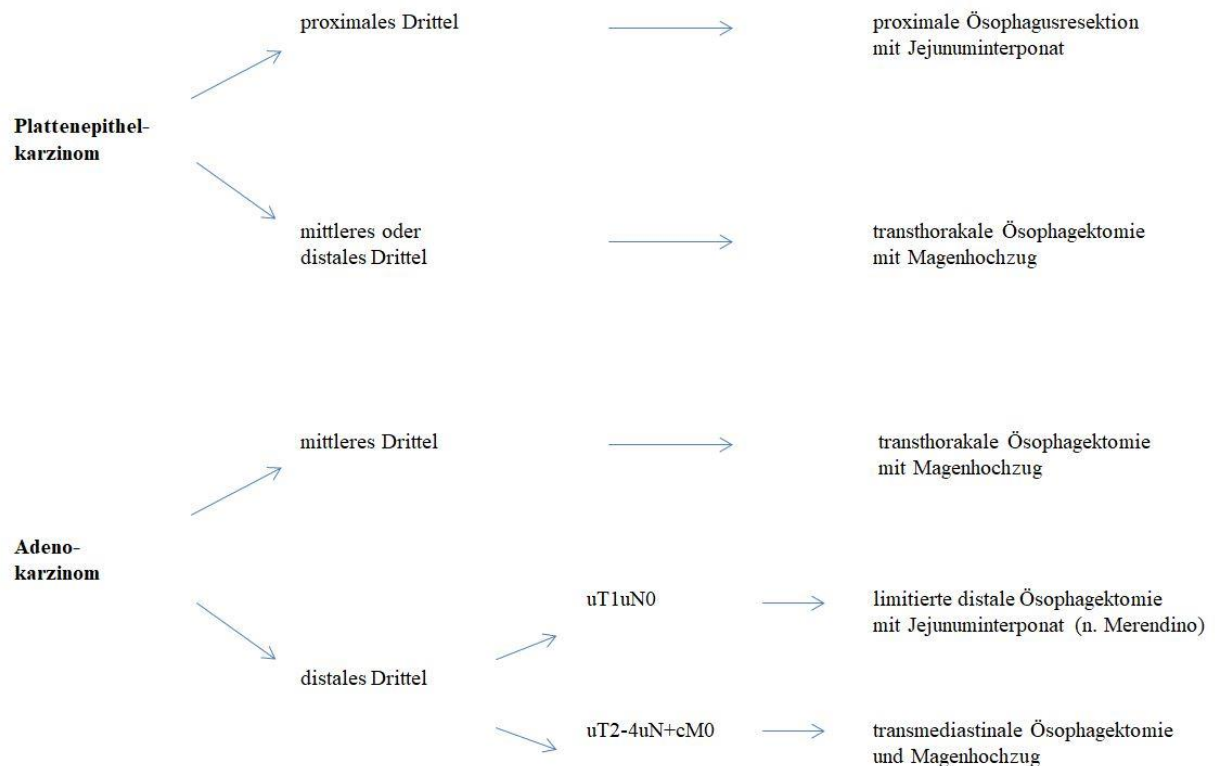 proximales Drittel
proximale Ösophagusresektion
mit Jejunuminterponat
Plattenepithel-
karzinom
mittleres oder
distales Drittel
transthorakale Ösophagektomie
mit Magenhochzug
mittleres Drittel
transthorakale Ösophagektomie
mit Magenhochzug
Adeno-
karzinom
uT1uN0
limitierte distale Ösophagektomie
mit Jejunuminterponat (n. Merendino)
distales Drittel
uT2-4uN+cM0
transmediastinale Ösophagektomie
und Magenhochzug